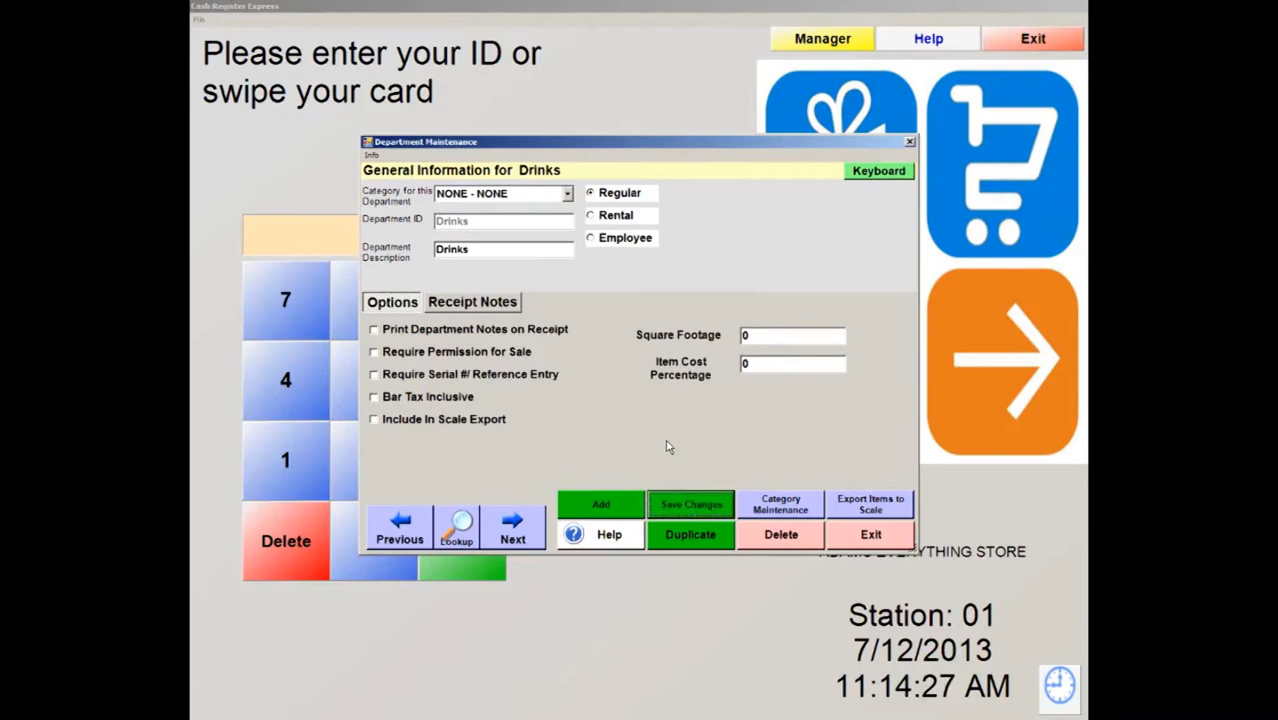 Cash Register Express
File
Please enter your ID or
swipe your card
Manager
Help
Exit
Department Maintenance
Info
General Information for Drinks
Keyboard
Category for this
Department
NONE - NONE
Regular
Department ID
Drinks
Rental
Department
Description
Drinks
Employee
Options
Receipt Notes
Print Department Notes on Receipt
Square Footage
0
Require Permission for Sale
Item Cost
Percentage
0
Require Serial #/ Reference Entry
Bar Tax Inclusive
Include In Scale Export
7
4
1
Delete
Previous
Lookup
Next
Add
Save Changes
Category
Maintenance
Export Items to
Scale
Help
Duplicate
Delete
Exit
EVERYTHING STORE
Station: 01
7/12/2013
11:14:27 AM